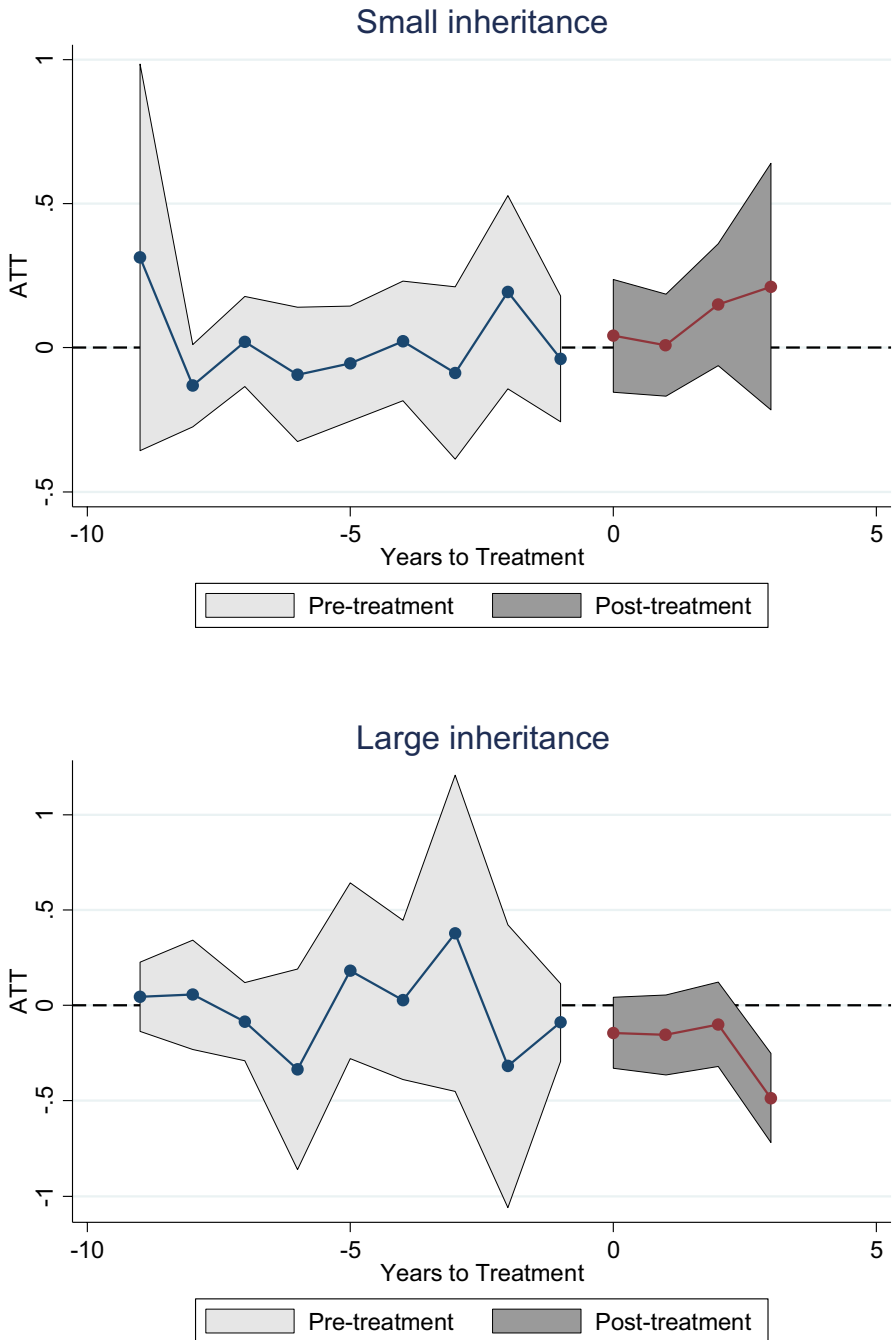 Small inheritance
1
.5
0
-.5
ATT
-10 -5 0 5
Years to Treatment
Pre-treatment Post-treatment
Large inheritance
1
.5
0
-.5
-1
ATT
-10 -5 0 5
Years to Treatment
Pre-treatment Post-treatment